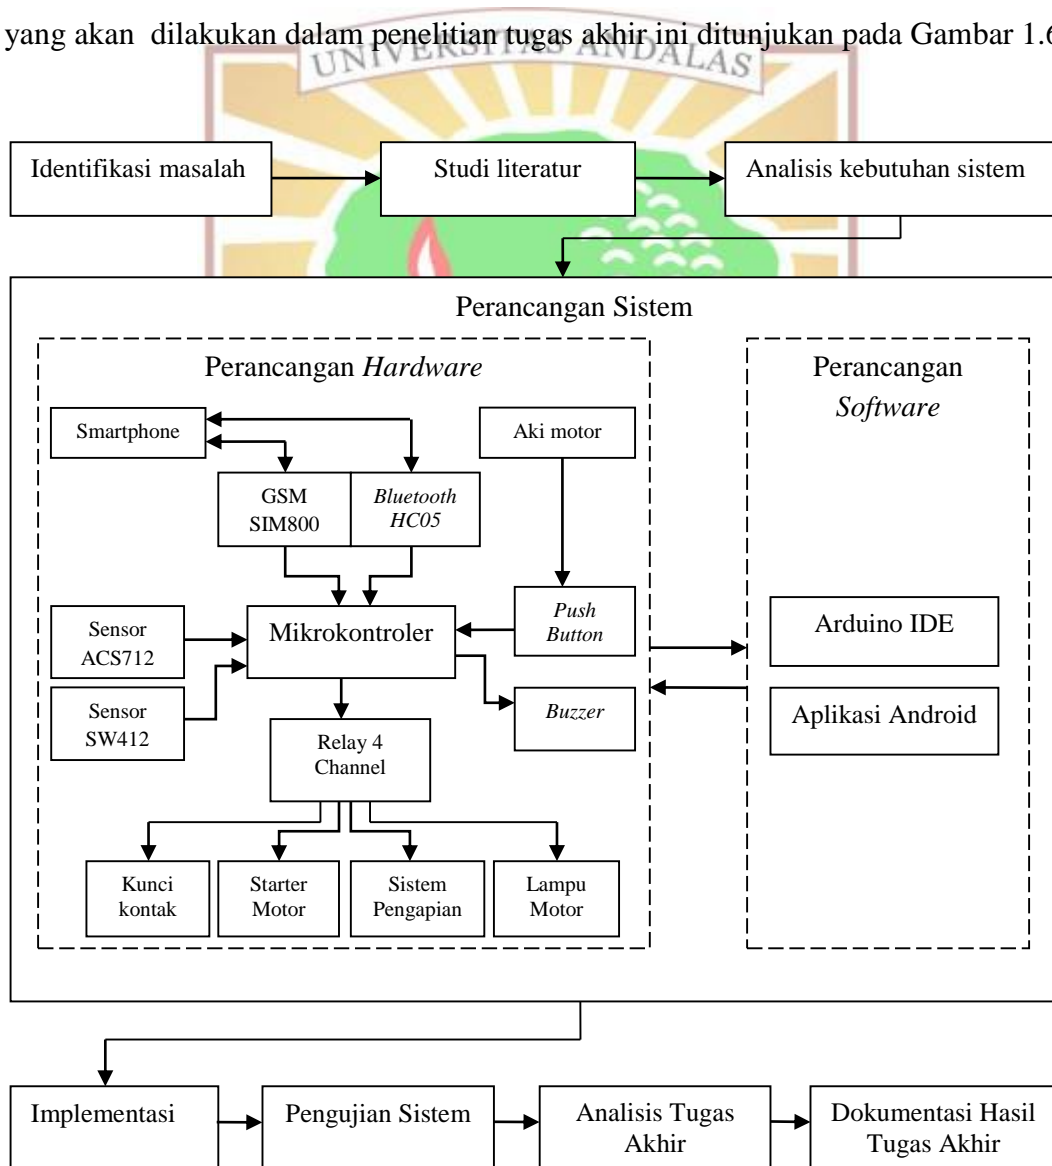 yang akan dilakukan dalam penelitian tugas akhir ini ditunjukan pada Gambar 1.6
UNIVERSITAS ANDALAS
Identifikasi masalah
Studi literatur
Analisis kebutuhan sistem
Perancangan Sistem
Perancangan Hardware
Perancangan
Software
Smartphone
Aki motor
GSM
SIM800
Bluetooth
HC05
Sensor
ACS712
Mikrokontroler
Push
Button
Arduino IDE
Sensor
SW412
Buzzer
Aplikasi Android
Relay 4
Channel
Kunci
kontak
Starter
Motor
Sistem
Pengapian
Lampu
Motor
Implementasi
Pengujian Sistem
Analisis Tugas
Akhir
Dokumentasi Hasil
Tugas Akhir